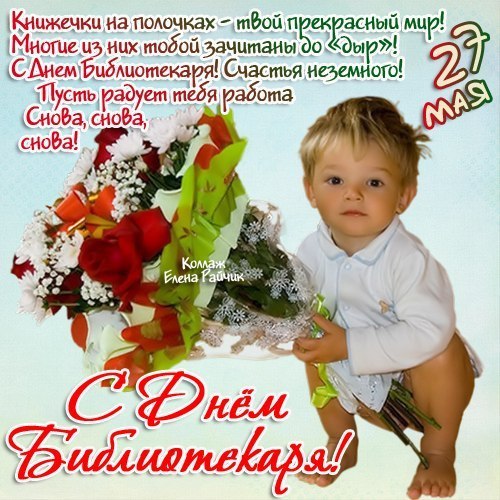 Книжечки на полочках - твой прекрасный мир!
Многие из них тобой зачитаны до «дыр»!
С Днем Библиотекаря! Счастья неземного!
Пусть радует тебя работа
Снова, снова,
снова!
27
МАЯ
Коллаж
Елена Райчик
С Днём
Библиотекаря!